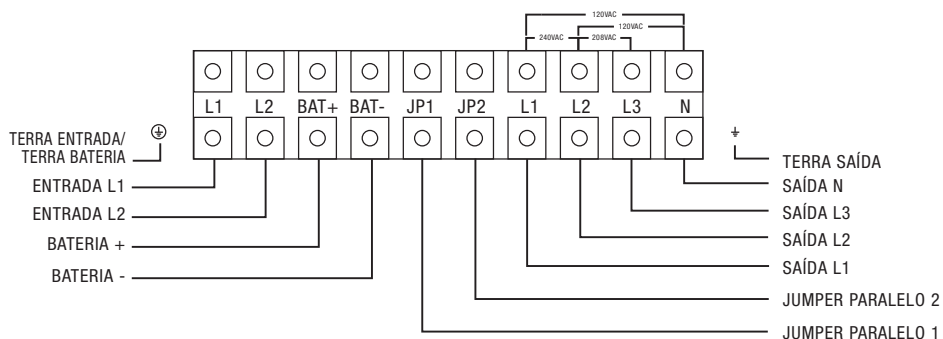 120VAC
120VAC
240VAC 208VAC
L1 L2 BAT+ BAT- JP1 JP2 L1 L2 L3 N
TERRA ENTRADA/
TERRA BATERIA
ENTRADA L1
ENTRADA L2
BATERIA +
BATERIA -
TERRA SAÍDA
SAÍDA N
SAÍDA L3
SAÍDA L2
SAÍDA L1
JUMPER PARALELO 2
JUMPER PARALELO 1